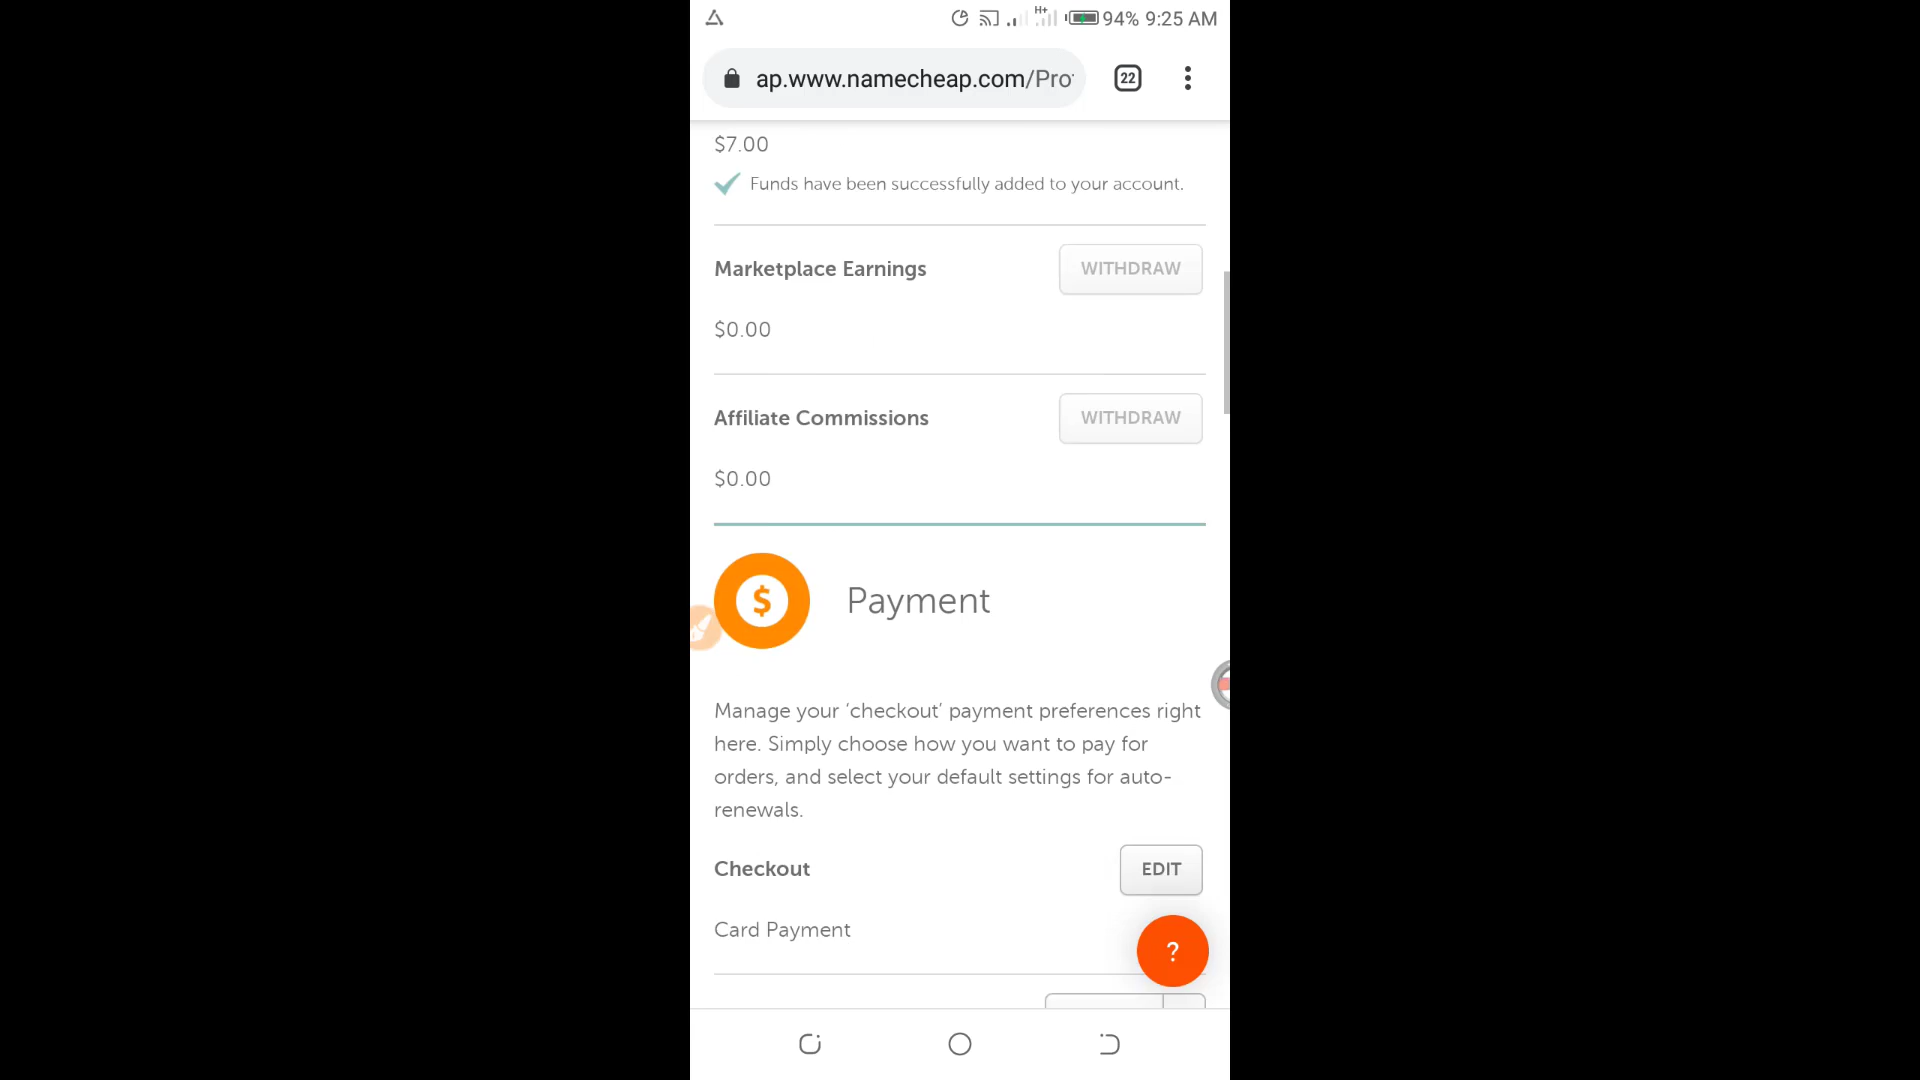 H+
94% 9:25 AM
ap.www.namecheap.com/Pro
22
$7.00
Funds have been successfully added to your account.
Marketplace Earnings
WITHDRAW
$0.00
Affiliate Commissions
WITHDRAW
$0.00
$
Payment
Manage your ‘checkout’ payment preferences right
here. Simply choose how you want to pay for
orders, and select your default settings for auto-
renewals.
Checkout
EDIT
Card Payment
?